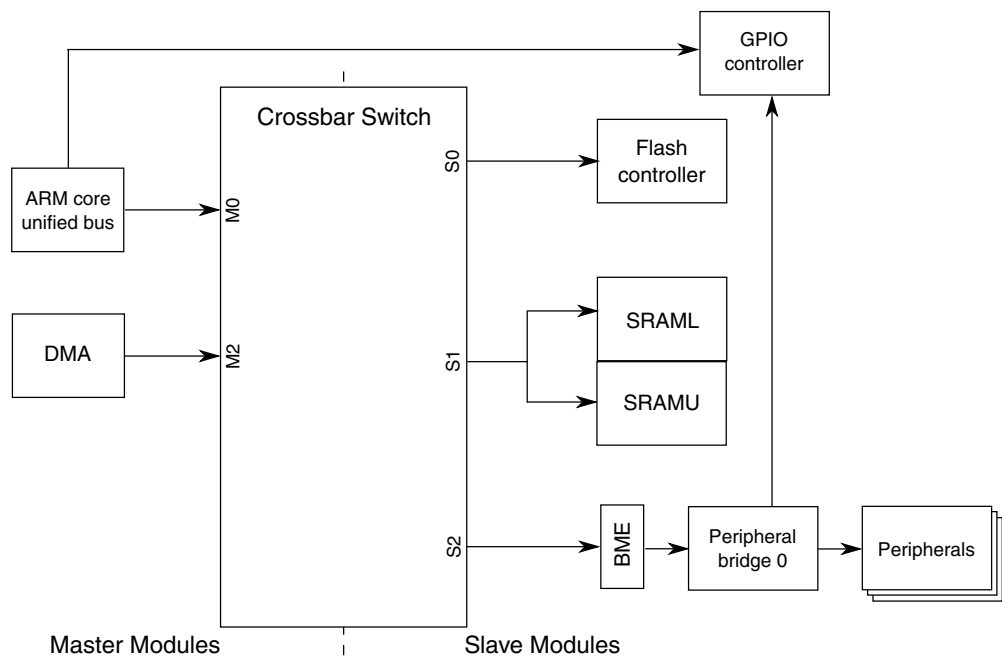 GPIO
controller
Crossbar Switch
S0
Flash
controller
ARM core
unified bus
M0
SRAML
DMA
M2
S1
SRAMU
S2
BME
Peripheral
bridge 0
Peripherals
Master Modules
Slave Modules